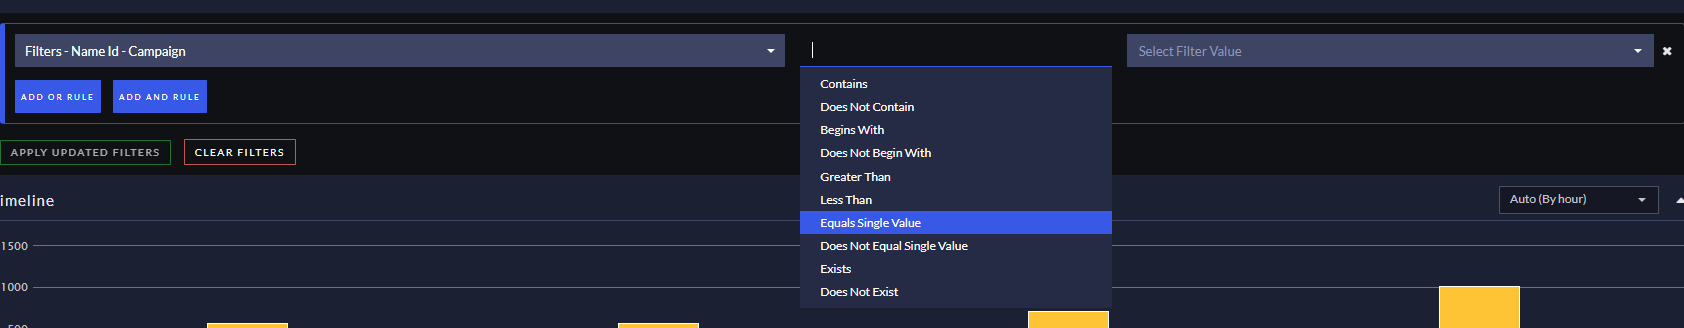 Filters - Name Id - Campaign
Select Filter Value
Contains
ADD OR RULE
ADD AND RULE
Does Not Contain
Begins With
Does Not Begin With
APPLY UPDATED FILTERS
CLEAR FILTERS
Greater Than
Less Than
imeline
Auto (By hour)
Equals Single Value
Does Not Equal Single Value
1500
Exists
1000
Does Not Exist
500